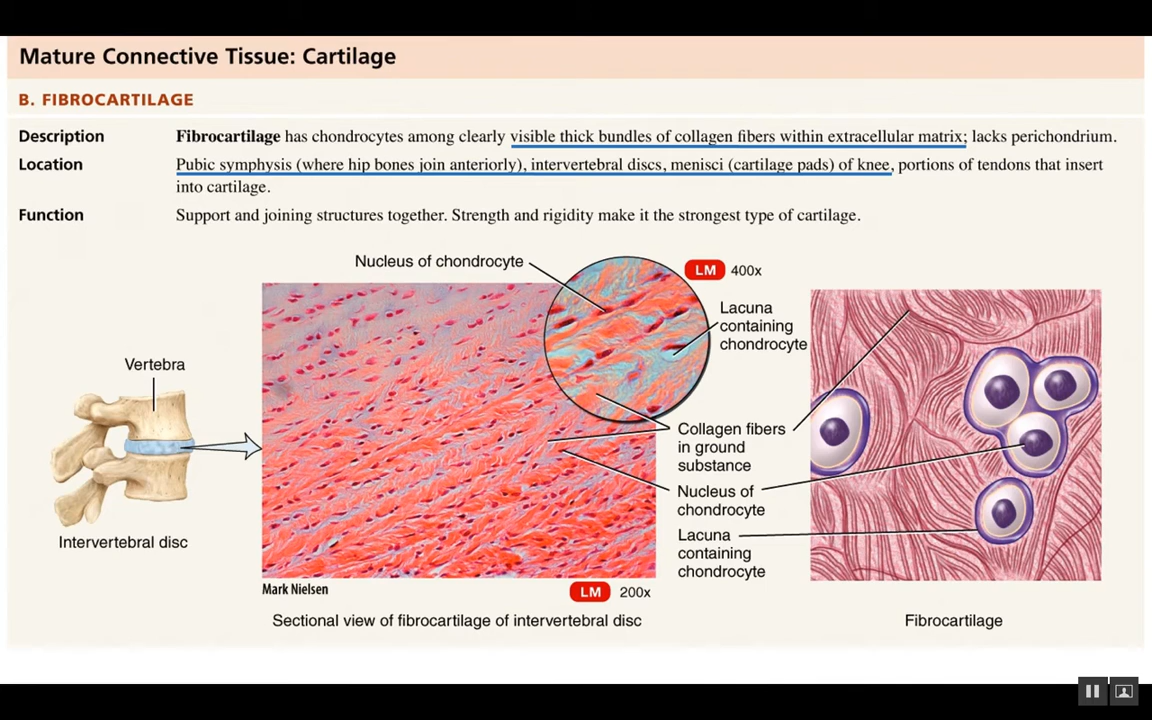 Mature Connective Tissue: Cartilage
B. FIBROCARTILAGE
Description Fibrocartilage has chondrocytes among clearly visible thick bundles of collagen fibers within extracellular matrix; lacks perichondrium.
Location Pubic symphysis (where hip bones join anteriorly), intervertebral discs, menisci (cartilage pads) of knee, portions of tendons that insert
into cartilage.
Function Support and joining structures together. Strength and rigidity make it the strongest type of cartilage.
Nucleus of chondrocyte
LM 400x
Lacuna
containing
chondrocyte
Vertebra
Collagen fibers
in ground
substance
Nucleus of
chondrocyte
Lacuna
containing
chondrocyte
Intervertebral disc
Mark Nielsen
LM 200x
Sectional view of fibrocartilage of intervertebral disc
Fibrocartilage